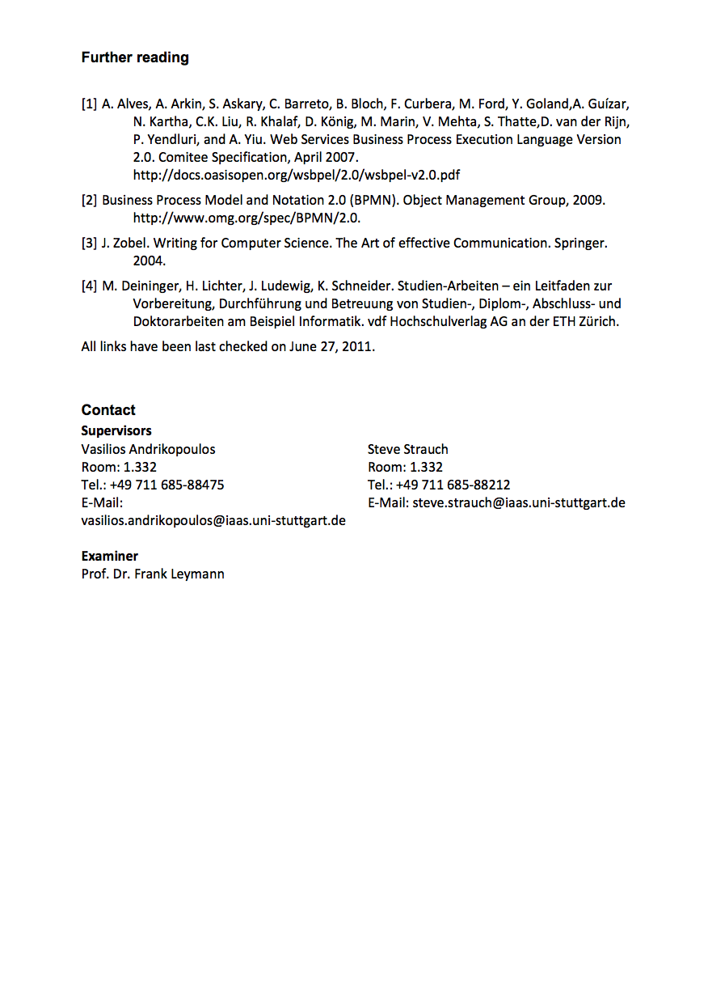 Further reading
[1] A. Alves, A. Arkin, S. Askary, C. Barreto, B. Bloch, F. Curbera, M. Ford, Y. Goland,A. Guízar,
N. Kartha, C.K. Liu, R. Khalaf, D. König, M. Marin, V. Mehta, S. Thatte,D. van der Rijn,
P. Yendluri, and A. Yiu. Web Services Business Process Execution Language Version
2.0. Comitee Specification, April 2007.
http://docs.oasisopen.org/wsbpel/2.0/wsbpel-v2.0.pdf
[2] Business Process Model and Notation 2.0 (BPMN). Object Management Group, 2009.
http://www.omg.org/spec/BPMN/2.0.
[3] J. Zobel. Writing for Computer Science. The Art of effective Communication. Springer.
2004.
[4] M. Deininger, H. Lichter, J. Ludewig, K. Schneider. Studien-Arbeiten – ein Leitfaden zur
Vorbereitung, Durchführung und Betreuung von Studien-, Diplom-, Abschluss- und
Doktorarbeiten am Beispiel Informatik. vdf Hochschulverlag AG an der ETH Zürich.
All links have been last checked on June 27, 2011.
Contact
Supervisors
Vasilios Andrikopoulos
Room: 1.332
Tel.: +49 711 685-88475
E-Mail:
vasilios.andrikopoulos@iaas.uni-stuttgart.de
Steve Strauch
Room: 1.332
Tel.: +49 711 685-88212
E-Mail: steve.strauch@iaas.uni-stuttgart.de
Examiner
Prof. Dr. Frank Leymann